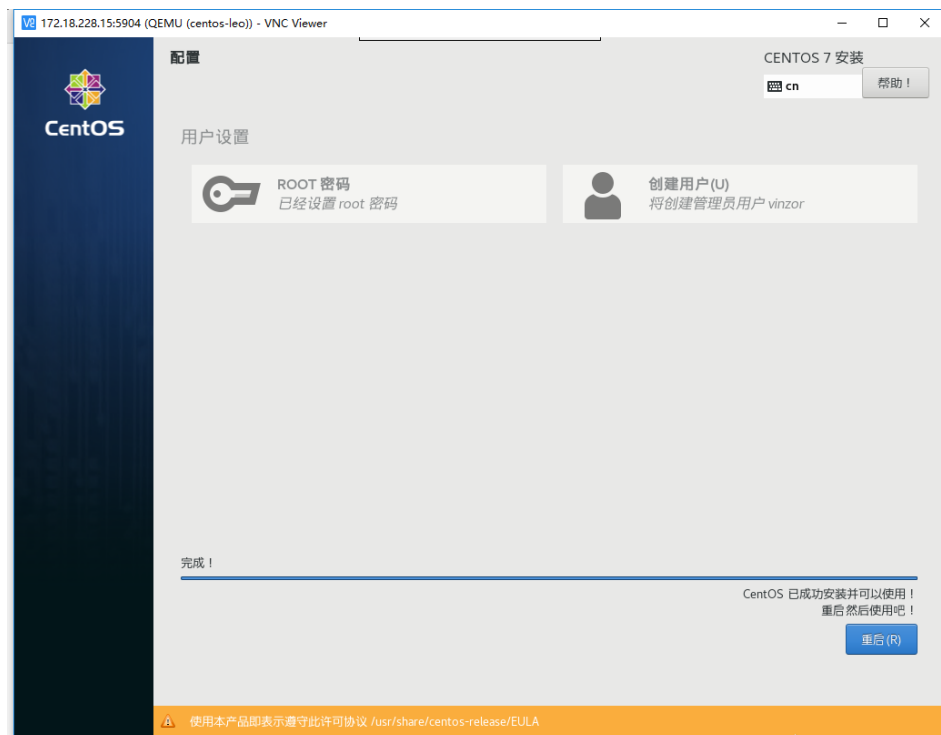 172.18.228.15:5904 (QEMU (centos-leo)) - VNC Viewer
配置
CENTOS 7 安装
cn
帮助！
CentOS
用户设置
ROOT 密码
已经设置 root 密码
创建用户(U)
将创建管理员用户 vinzor
完成！
CentOS 已成功安装并可以使用！
重启然后使用吧！
重启(R)
使用本产品即表示遵守此许可协议 /usr/share/centos-release/EULA